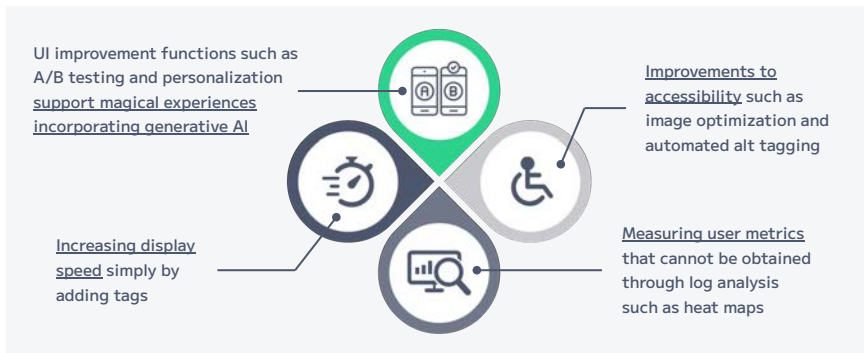 UI improvement functions such as
A/B testing and personalization
support magical experiences
incorporating generative AI
A B
Improvements to
accessibility such as
image optimization and
automated alt tagging
Increasing display
speed simply by
adding tags
Measuring user metrics
that cannot be obtained
through log analysis
such as heat maps